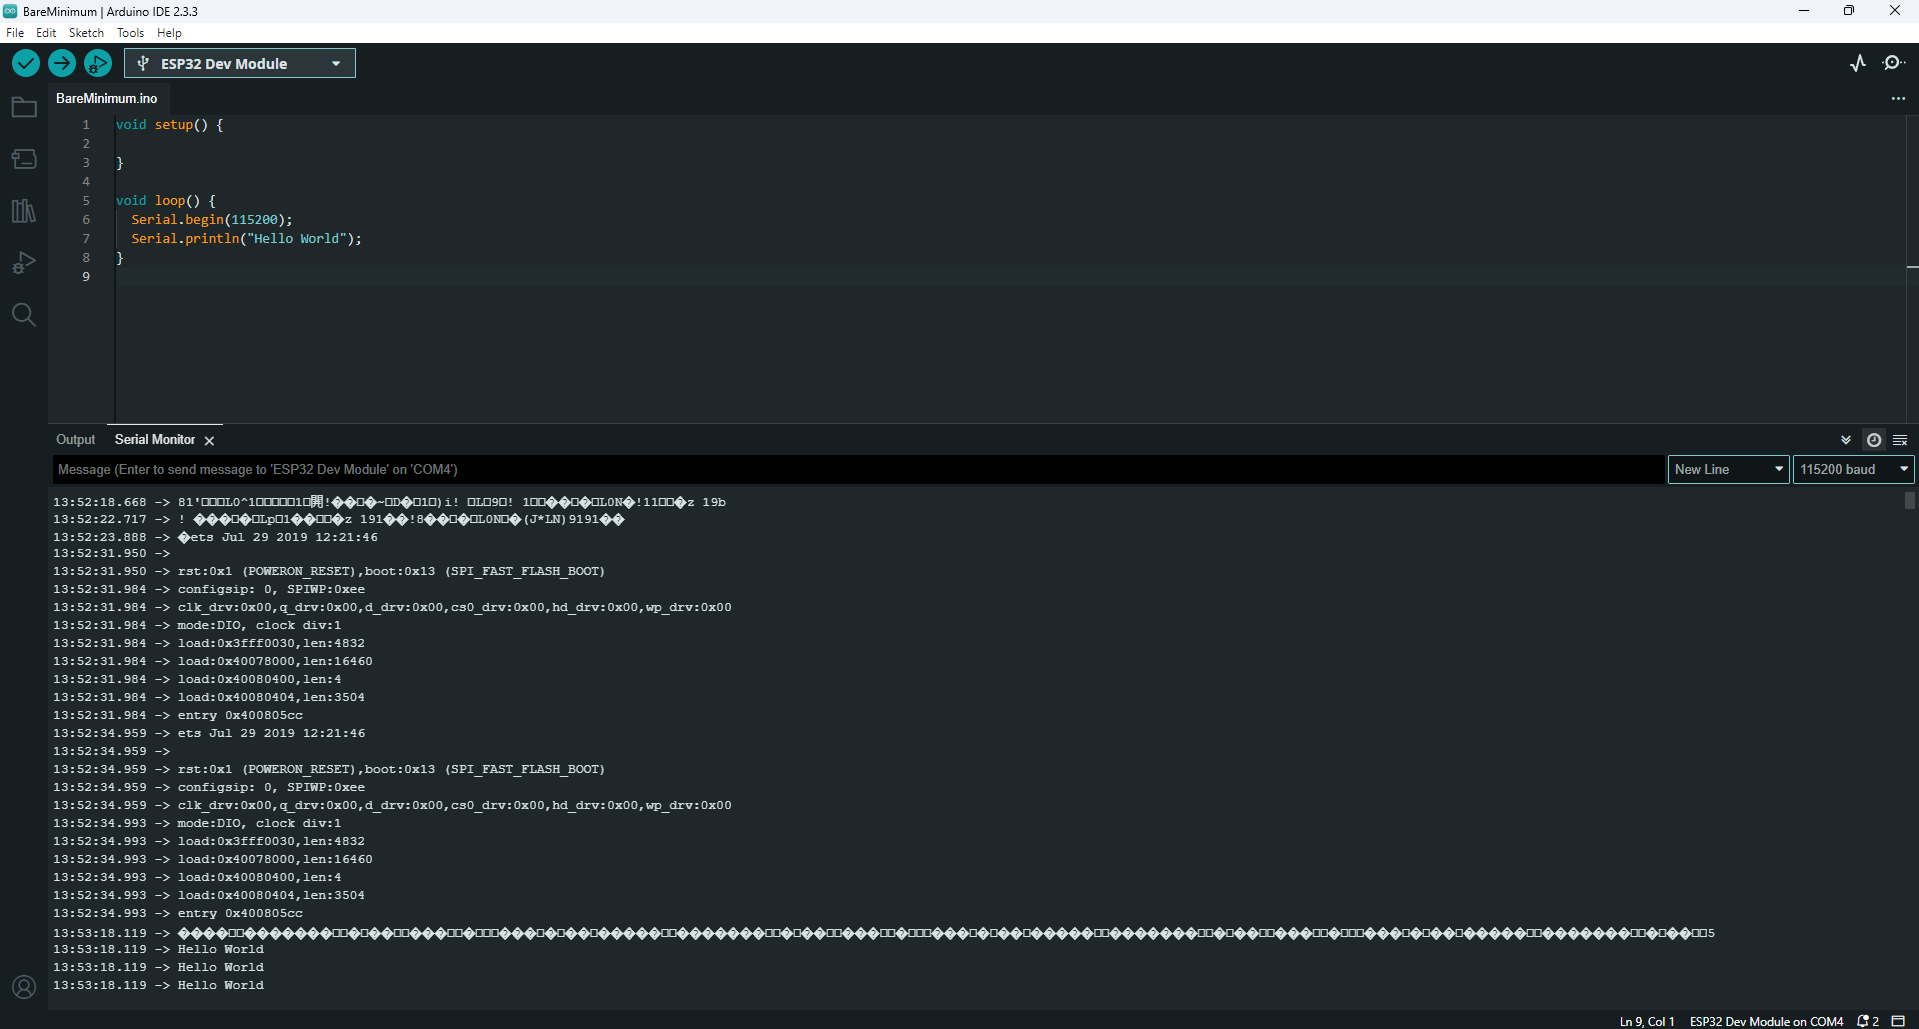 BareMinimum | Arduino IDE 2.3.3
File Edit Sketch Tools Help
ESP32 Dev Module
BareMinimum.ino
1 void setup() {
2
3 }
4
5 void loop() {
6 Serial.begin(115200);
7 Serial.println("Hello World");
8 }
9
Output Serial Monitor
Message (Enter to send message to 'ESP32 Dev Module' on 'COM4')
New Line
115200 baud
13:52:18.668 ->
13:52:22.717 ->
13:52:23.888 -> �ets Jul 29 2019 12:21:46
13:52:31.950 ->
13:52:31.950 -> rst:0x1 (POWERON_RESET),boot:0x13 (SPI_FAST_FLASH_BOOT)
13:52:31.984 -> configsip: 0, SPIWP:0xee
13:52:31.984 -> clk_drv:0x00,q_drv:0x00,d_drv:0x00,cs0_drv:0x00,hd_drv:0x00,wp_drv:0x00
13:52:31.984 -> mode:DIO, clock div:1
13:52:31.984 -> load:0x3fff0030,len:4832
13:52:31.984 -> load:0x40078000,len:16460
13:52:31.984 -> load:0x40080400,len:4
13:52:31.984 -> load:0x40080404,len:3504
13:52:31.984 -> entry 0x400805cc
13:52:34.959 -> ets Jul 29 2019 12:21:46
13:52:34.959 ->
13:52:34.959 -> rst:0x1 (POWERON_RESET),boot:0x13 (SPI_FAST_FLASH_BOOT)
13:52:34.959 -> configsip: 0, SPIWP:0xee
13:52:34.959 -> clk_drv:0x00,q_drv:0x00,d_drv:0x00,cs0_drv:0x00,hd_drv:0x00,wp_drv:0x00
13:52:34.993 -> mode:DIO, clock div:1
13:52:34.993 -> load:0x3fff0030,len:4832
13:52:34.993 -> load:0x40078000,len:16460
13:52:34.993 -> load:0x40080400,len:4
13:52:34.993 -> load:0x40080404,len:3504
13:52:34.993 -> entry 0x400805cc
13:53:18.119 ->
13:53:18.119 -> Hello World
13:53:18.119 -> Hello World
13:53:18.119 -> Hello World
Ln 9, Col 1 ESP32 Dev Module on COM4 2